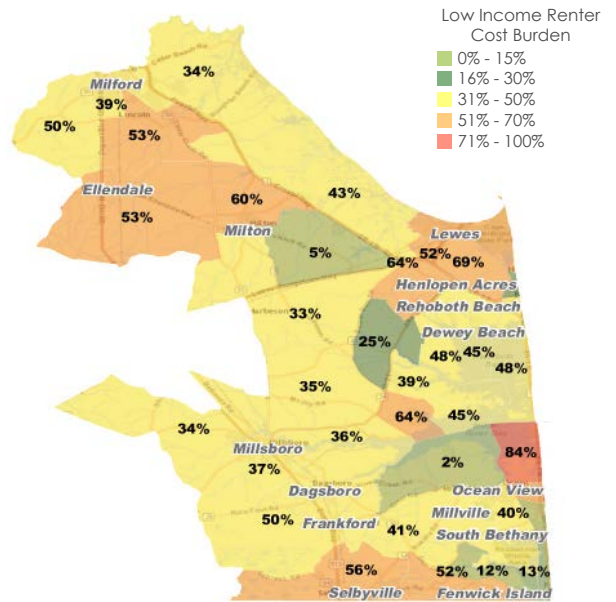 Low Income Renter
Cost Burden
0% - 15%
16% - 30%
31% - 50%
51% - 70%
71% - 100%
34%
Milford
39%
50%
Lincoln
53%
Ellendale
60%
43%
53%
Milton
Lewes
5%
52%
64%
69%
Henlopen Acres
33%
Harbeson
Rehoboth Beach
Dewey Beach
25%
48%
45%
48%
35%
39%
64%
45%
34%
36%
Millsboro
84%
37%
2%
Dagsboro
Ocean View
Millville
40%
50%
Frankford
41%
South Bethany
56%
52%
12%
13%
Selbyville
Fenwick Island